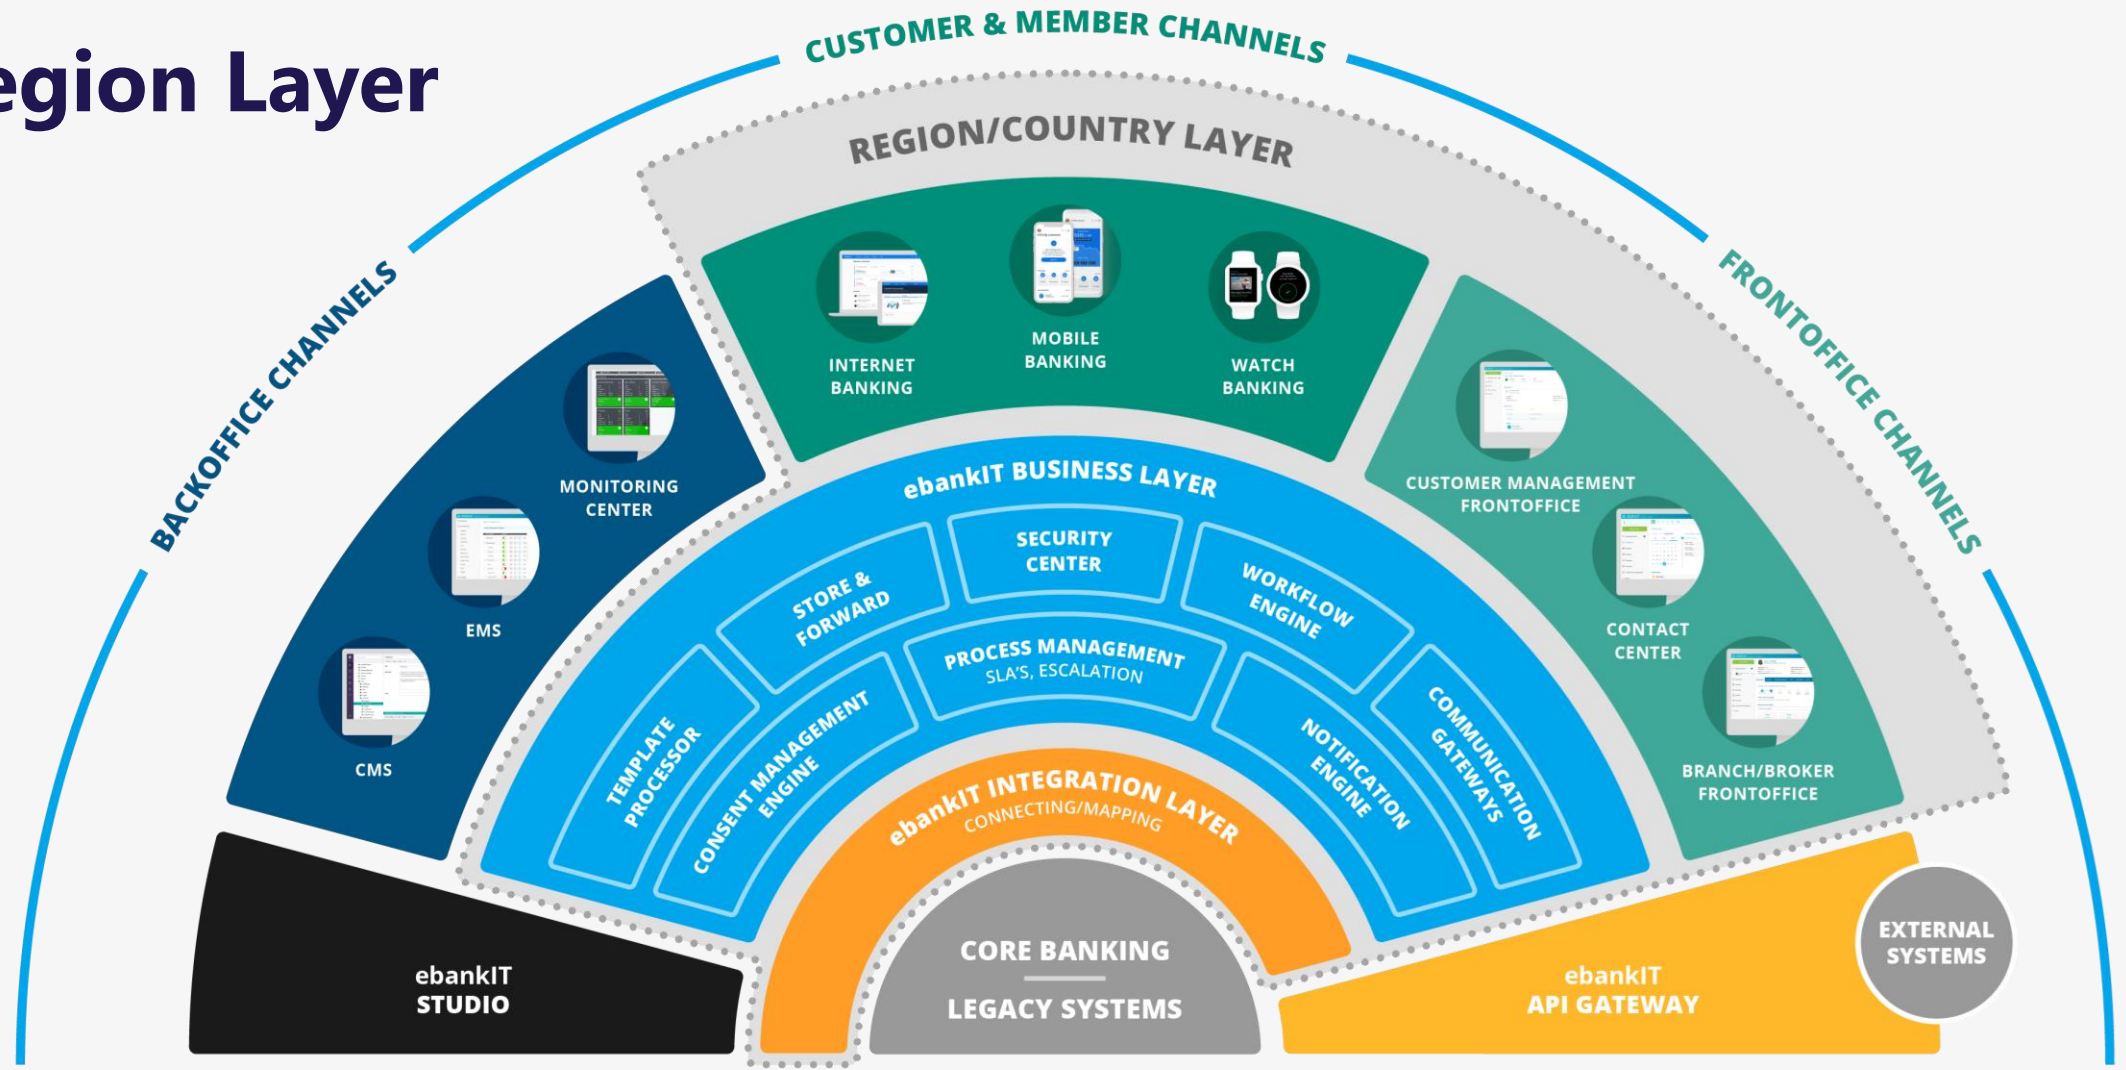 egion Layer
CUSTOMER & MEMBER CHANNELS
REGION/COUNTRY LAYER
BACKOFFICE CHANNELS
FRONTOFFICE CHANNELS
INTERNET
BANKING
MOBILE
BANKING
WATCH
BANKING
MONITORING
CENTER
EMS
CMS
CUSTOMER MANAGEMENT
FRONTOFFICE
CONTACT
CENTER
BRANCH/BROKER
FRONTOFFICE
ebankIT BUSINESS LAYER
TEMPLATE
PROCESSOR
STORE &
FORWARD
SECURITY
CENTER
WORKFLOW
ENGINE
COMMUNICATION
GATEWAYS
CONSENT MANAGEMENT
ENGINE
PROCESS MANAGEMENT
SLA'S, ESCALATION
NOTIFICATION
ENGINE
ebankIT INTEGRATION LAYER
CONNECTING/MAPPING
CORE BANKING
LEGACY SYSTEMS
ebankIT
STUDIO
ebankIT
API GATEWAY
EXTERNAL
SYSTEMS